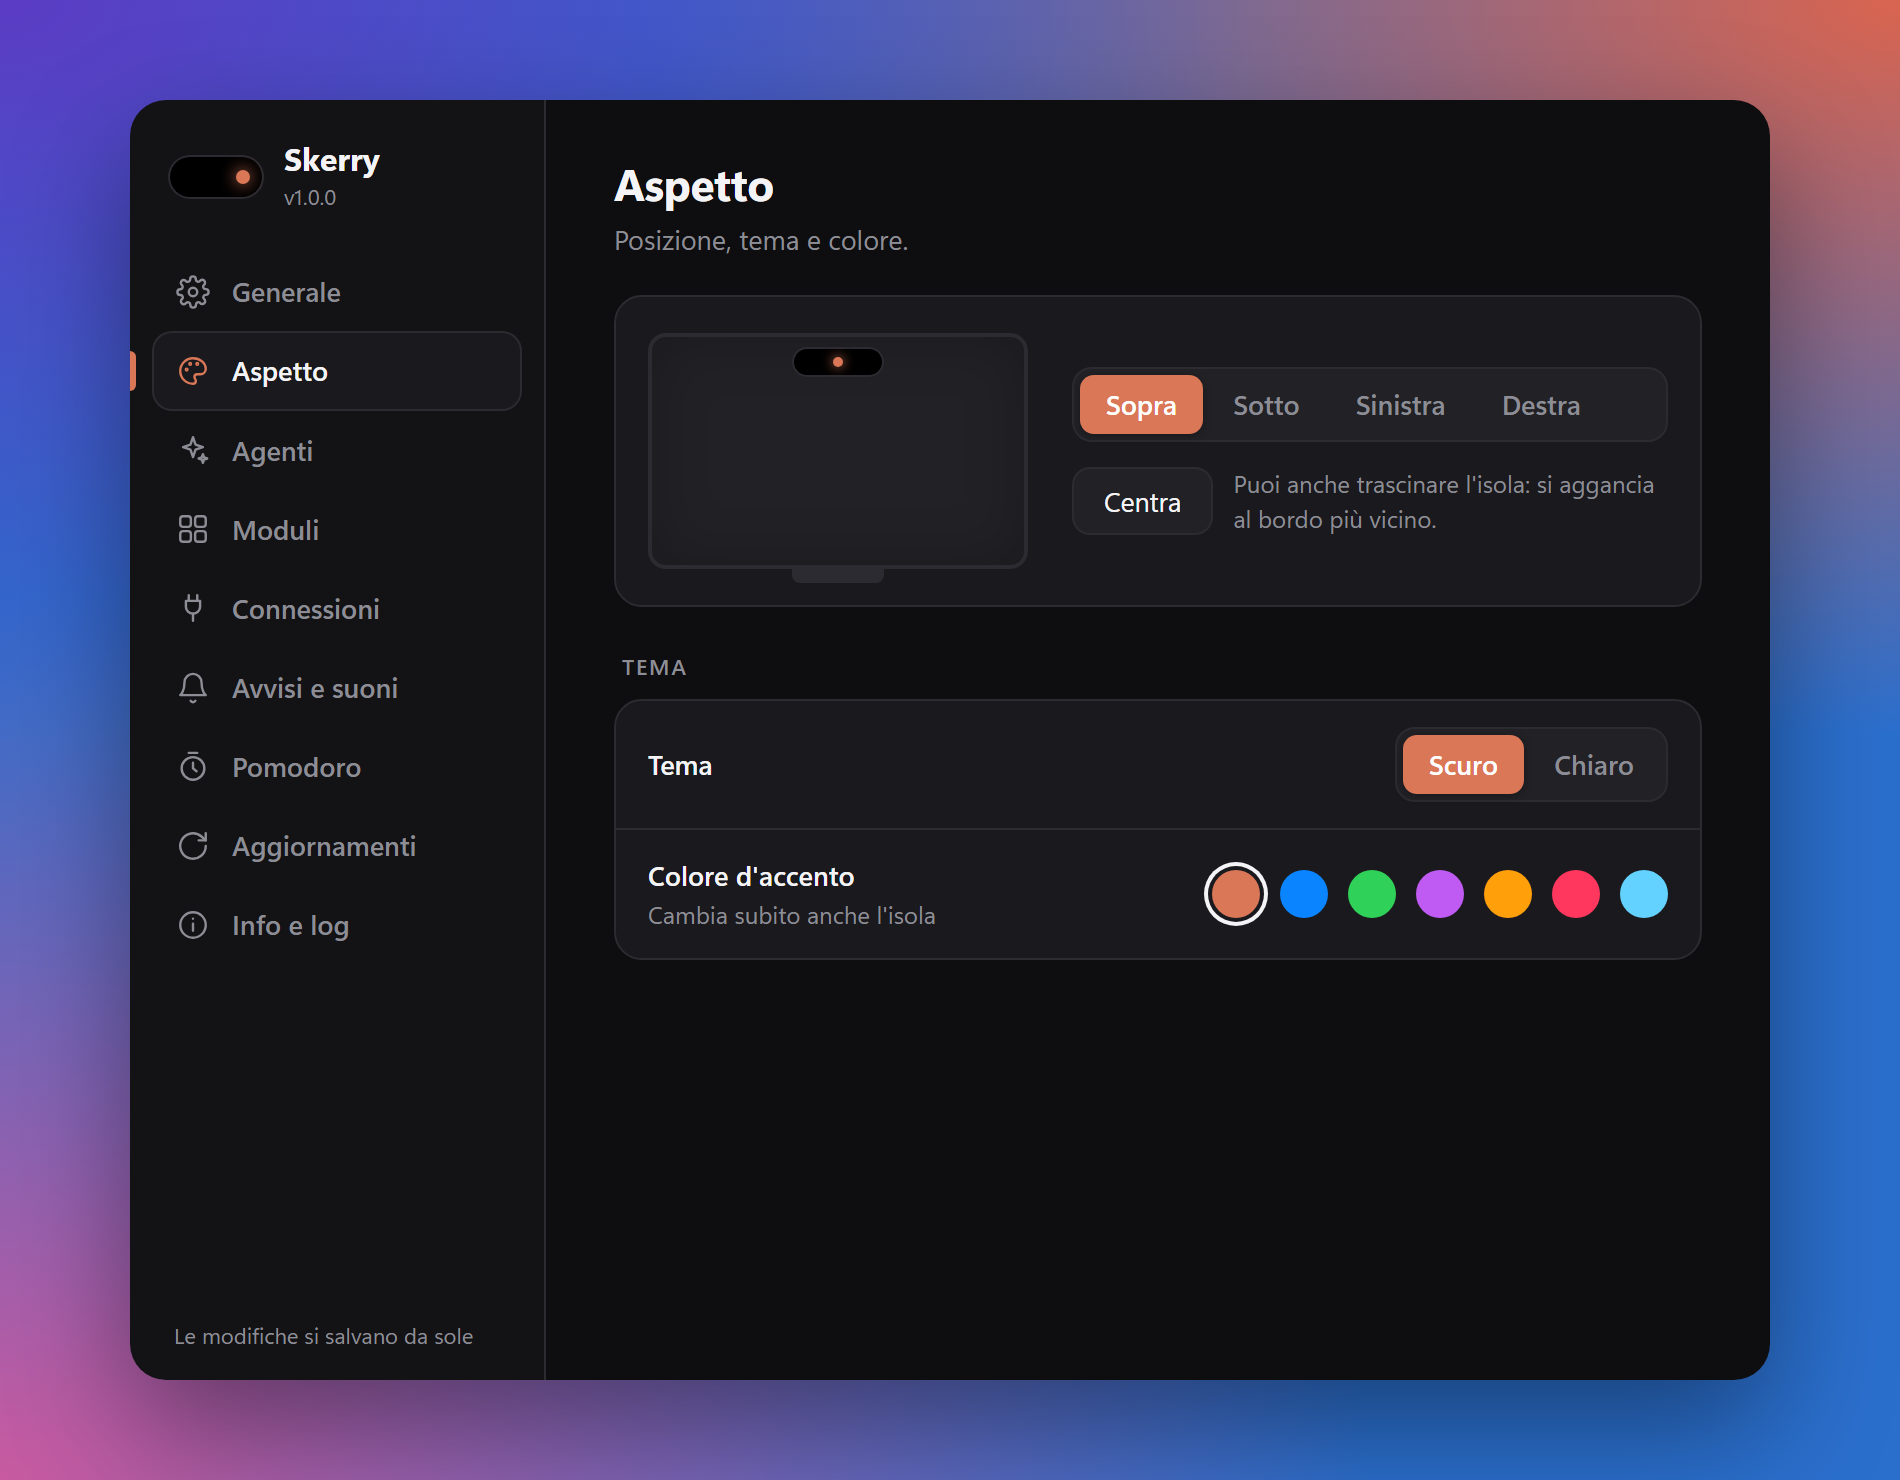 Skerry
v1.0.0
Generale
Aspetto
Agenti
Moduli
Connessioni
Avvisi e suoni
Pomodoro
Aggiornamenti
Info e log
Le modifiche si salvano da sole
Aspetto
Posizione, tema e colore.
Sopra Sotto Sinistra Destra
Centra
Puoi anche trascinare l'isola: si aggancia
al bordo più vicino.
TEMA
Tema
Scuro Chiaro
Colore d'accento
Cambia subito anche l'isola